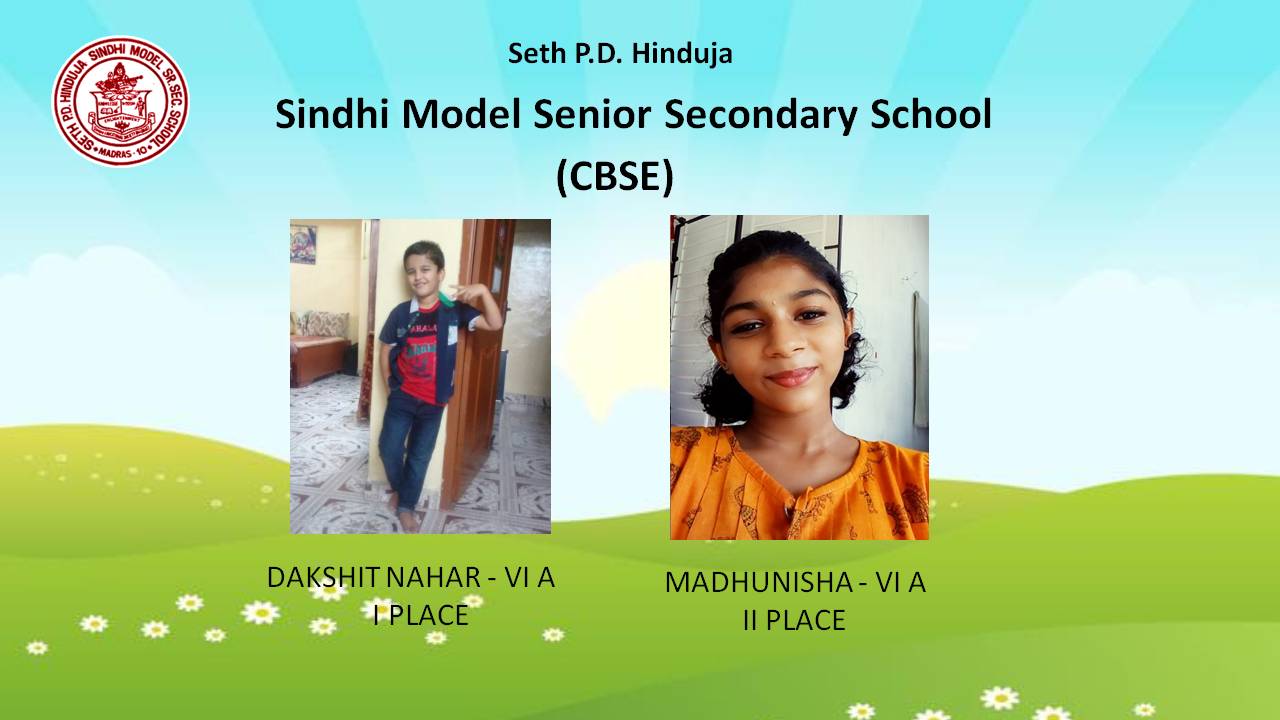 SETH P.D. HINDUJA SINDHI MODEL SR. SEC. SCHOOL
MADRAS - 10
Seth P.D. Hinduja
Sindhi Model Senior Secondary School
(CBSE)
DAKSHIT NAHAR - VI A
I PLACE
MADHUNISHA - VI A
II PLACE